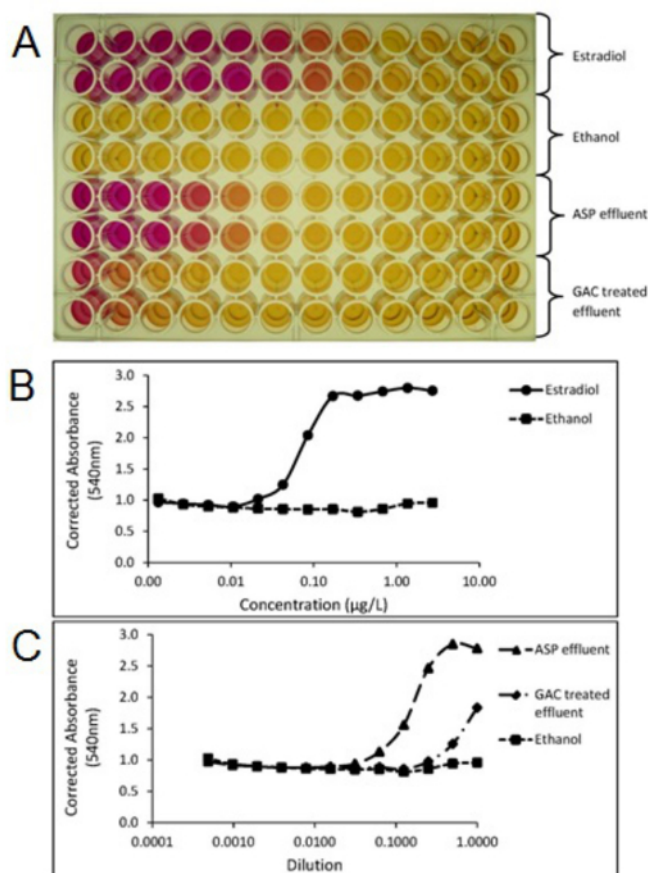 A
Estradiol
Ethanol
ASP effluent
GAC treated
effluent
B
Corrected Absorbance
(540nm)
3.0
2.5
2.0
1.5
1.0
0.5
0.0
0.00
0.01
0.10
1.00
10.00
Concentration (µg/L)
Estradiol
Ethanol
C
Corrected Absorbance
(540nm)
3.0
2.5
2.0
1.5
1.0
0.5
0.0
0.0001
0.0010
0.0100
0.1000
1.0000
Dilution
ASP effluent
GAC treated
effluent
Ethanol